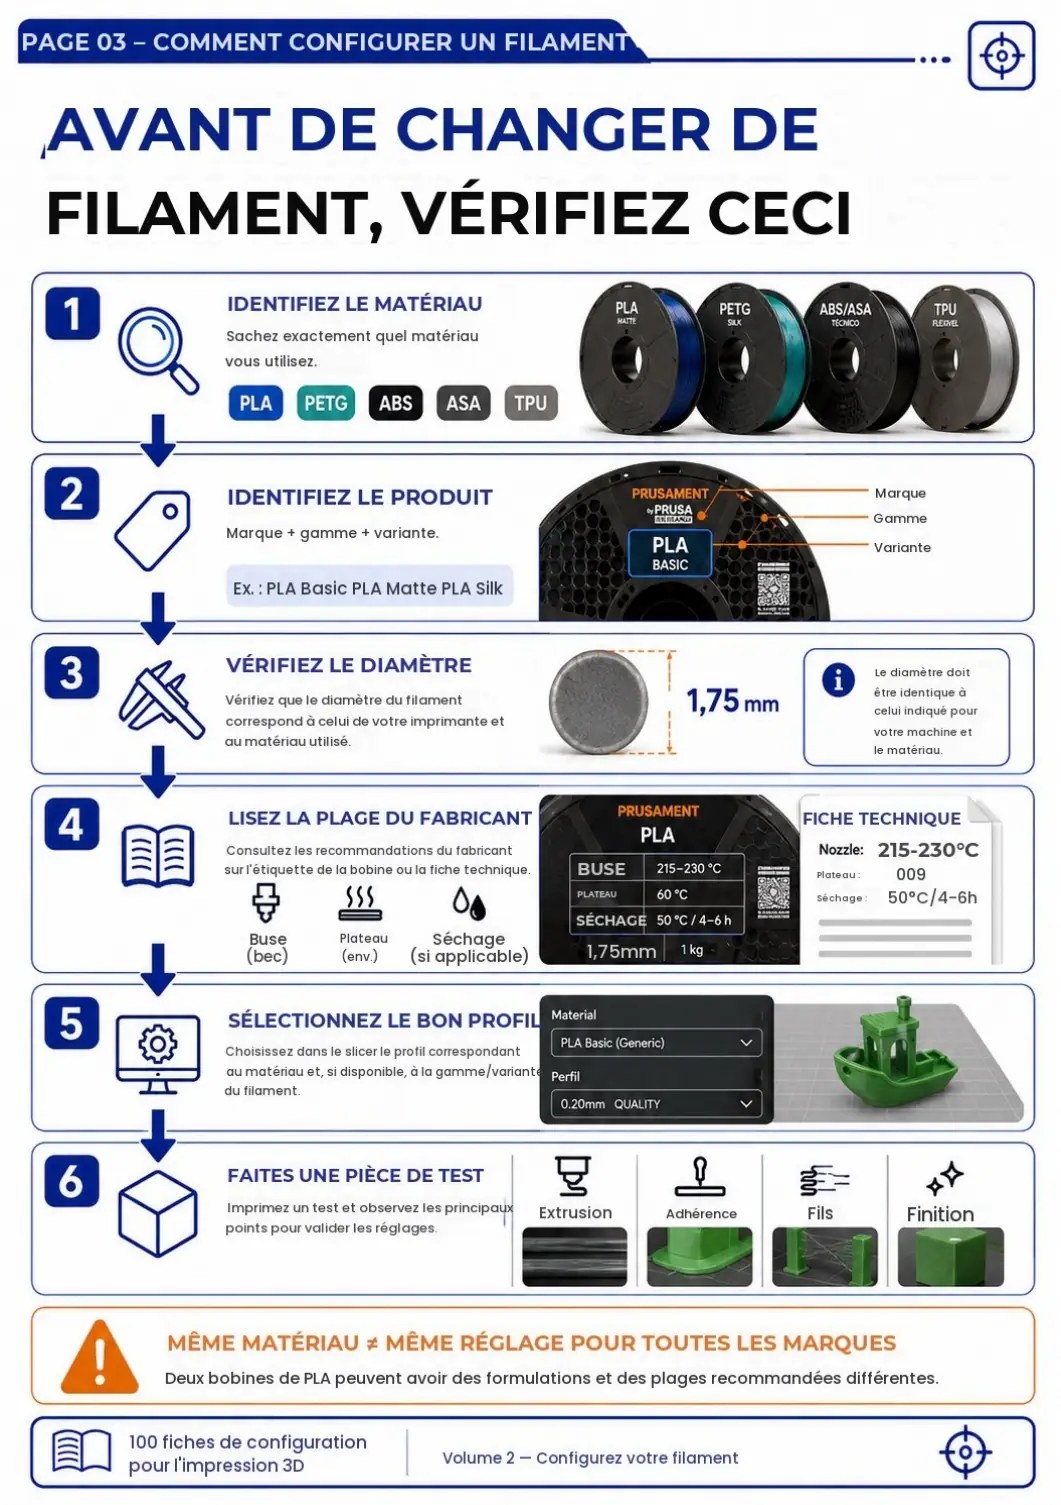 PAGE 03 – COMMENT CONFIGURER UN FILAMENT
AVANT DE CHANGER DE
FILAMENT, VÉRIFIEZ CECI
1
IDENTIFIEZ LE MATÉRIAU
Sachez exactement quel matériau
vous utilisez.
PLA PETG ABS ASA TPU
PLA
MATTE
PETG
SILK
ABS/ASA
TÉCNICO
TPU
FLEXIVEL
2
IDENTIFIEZ LE PRODUIT
Marque + gamme + variante.
Ex. : PLA Basic PLA Matte PLA Silk
PRUSAMENT
by PRUSA
PLA
BASIC
Marque
Gamme
Variante
3
VÉRIFIEZ LE DIAMÈTRE
Vérifiez que le diamètre du filament
correspond à celui de votre imprimante et
au matériau utilisé.
1,75 mm
Le diamètre doit
être identique à
celui indiqué pour
votre machine et
le matériau.
4
LISEZ LA PLAGE DU FABRICANT
Consultez les recommandations du fabricant
sur l'étiquette de la bobine ou la fiche technique.
Buse
(bec)
Plateau
(env.)
Séchage
(si applicable)
PRUSAMENT
PLA
BUSE 215–230 °C
PLATEAU 60 °C
SÉCHAGE 50 °C / 4–6 h
1,75mm 1 kg
FICHE TECHNIQUE
Nozzle: 215-230°C
Plateau : 009
Séchage : 50°C/4-6h
5
SÉLECTIONNEZ LE BON PROFIL
Choisissez dans le slicer le profil correspondant
au matériau et, si disponible, à la gamme/variante
du filament.
Material
PLA Basic (Generic)
Perfil
0.20mm QUALITY
6
FAITES UNE PIÈCE DE TEST
Imprimez un test et observez les principaux
points pour valider les réglages.
Extrusion
Adhérence
Fils
Finition
MÊME MATÉRIAU ≠ MÊME RÉGLAGE POUR TOUTES LES MARQUES
Deux bobines de PLA peuvent avoir des formulations et des plages recommandées différentes.
100 fiches de configuration
pour l'impression 3D
Volume 2 — Configurez votre filament